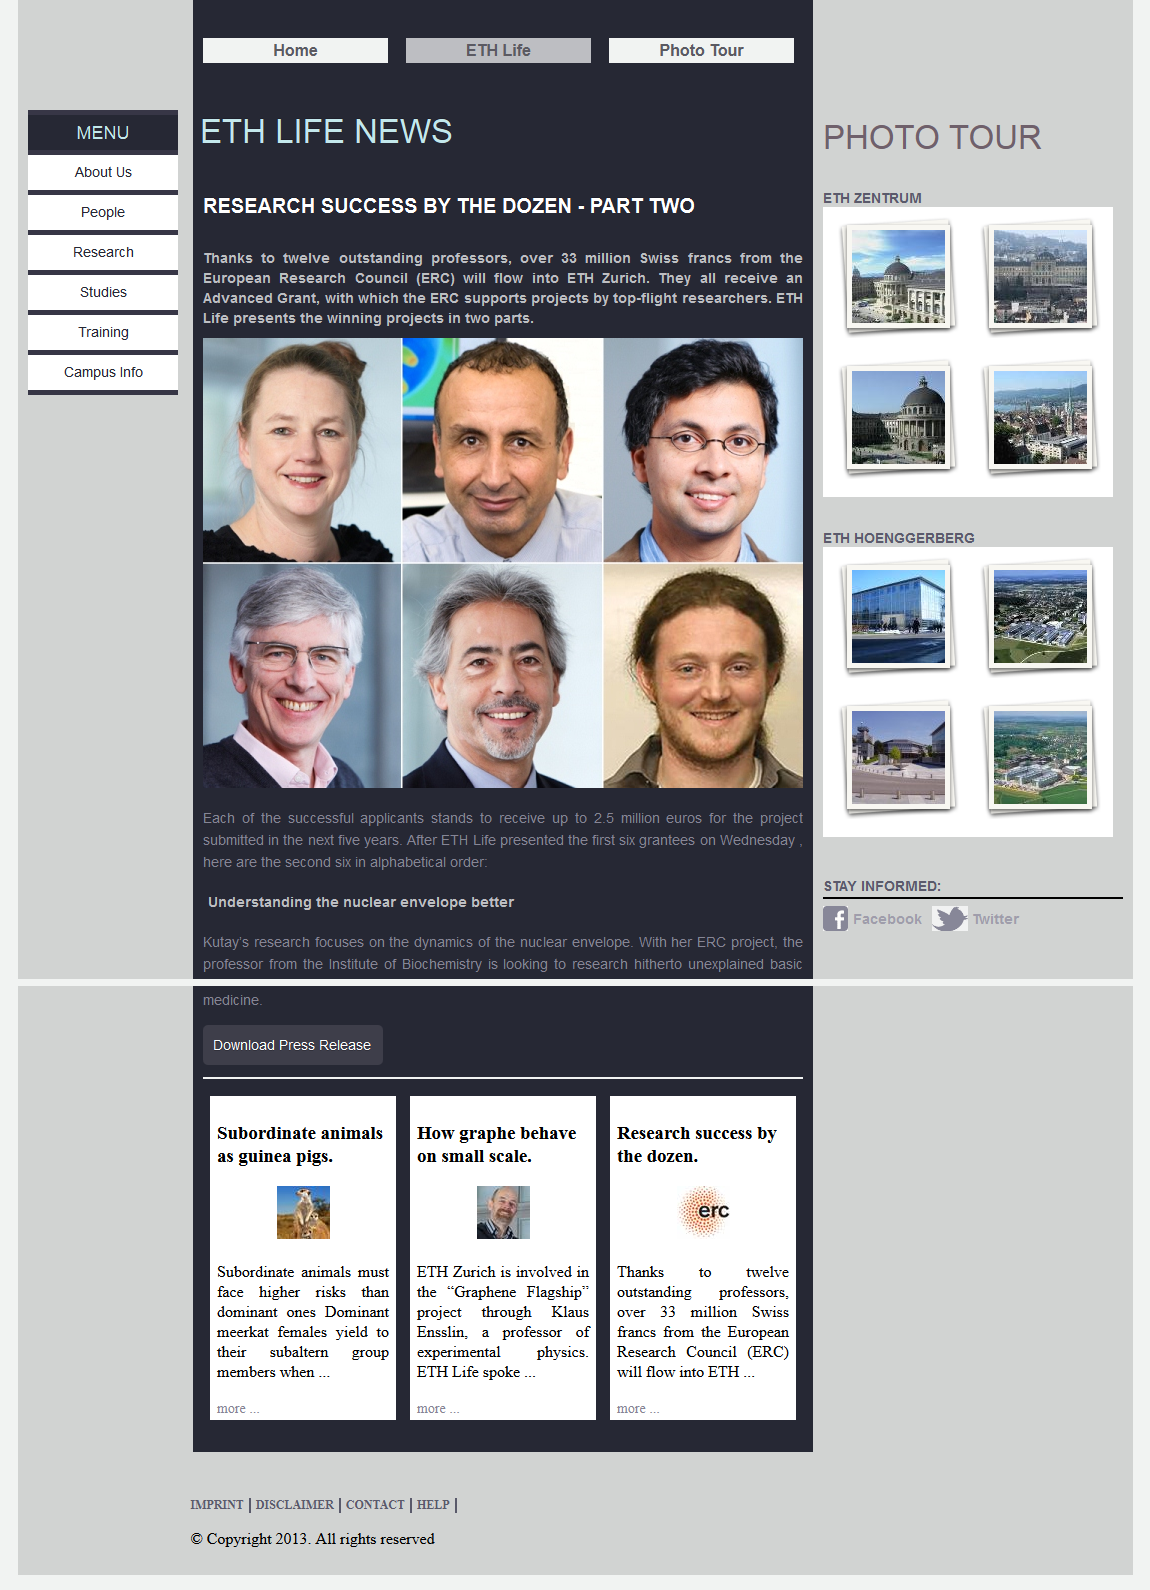 Home
ETH Life
Photo Tour
MENU
About Us
People
Research
Studies
Training
Campus Info
ETH LIFE NEWS
RESEARCH SUCCESS BY THE DOZEN - PART TWO
Thanks to twelve outstanding professors, over 33 million Swiss francs from the
European Research Council (ERC) will flow into ETH Zurich. They all receive an
Advanced Grant, with which the ERC supports projects by top-flight researchers. ETH
Life presents the winning projects in two parts.
Each of the successful applicants stands to receive up to 2.5 million euros for the project
submitted in the next five years. After ETH Life presented the first six grantees on Wednesday ,
here are the second six in alphabetical order:
Understanding the nuclear envelope better
Kutay's research focuses on the dynamics of the nuclear envelope. With her ERC project, the
professor from the Institute of Biochemistry is looking to research hitherto unexplained basic
medicine.
Download Press Release
Subordinate animals
as guinea pigs.
Subordinate animals must
face higher risks than
dominant ones Dominant
meerkat females yield to
their subaltern group
members when ...
more ...
How graphe behave
on small scale.
ETH Zurich is involved in
the “Graphene Flagship”
project through Klaus
Ensslin, a professor of
experimental physics.
ETH Life spoke ...
more ...
Research success by
the dozen.
erc
Thanks to twelve
outstanding professors,
over 33 million Swiss
francs from the European
Research Council (ERC)
will flow into ETH ...
more ...
PHOTO TOUR
ETH ZENTRUM
ETH HOENGGERBERG
STAY INFORMED:
Facebook
Twitter
IMPRINT | DISCLAIMER | CONTACT | HELP |
© Copyright 2013. All rights reserved